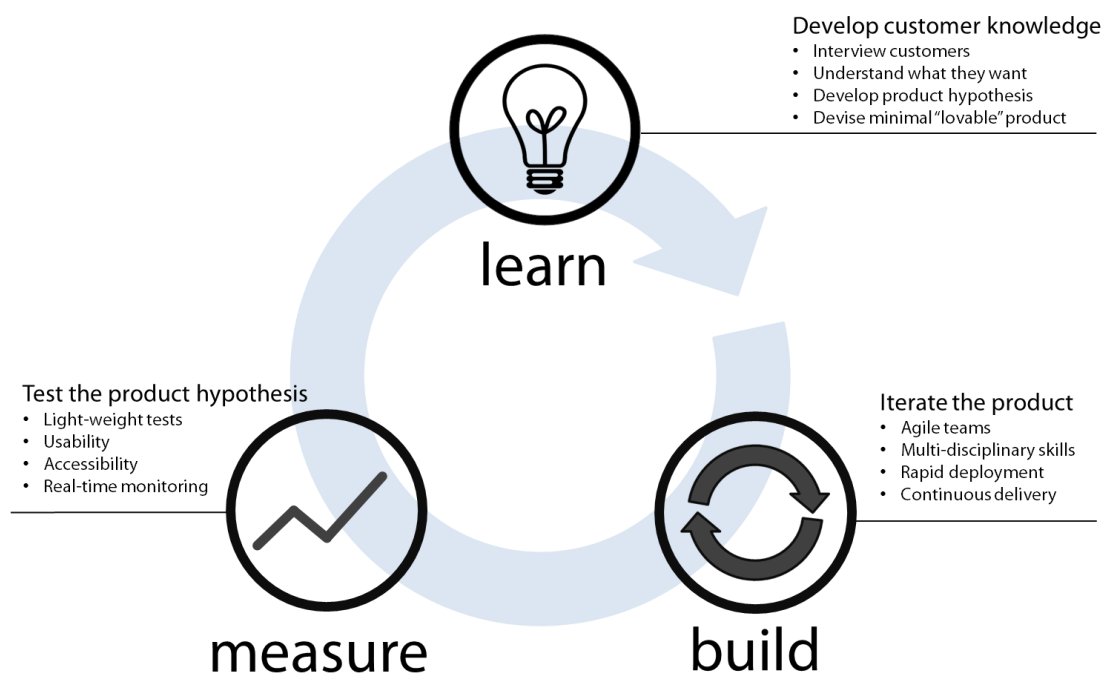 Develop customer knowledge
• Interview customers
• Understand what they want
• Develop product hypothesis
• Devise minimal “lovable” product
learn
Test the product hypothesis
• Light-weight tests
• Usability
• Accessibility
• Real-time monitoring
measure
Iterate the product
• Agile teams
• Multi-disciplinary skills
• Rapid deployment
• Continuous delivery
build